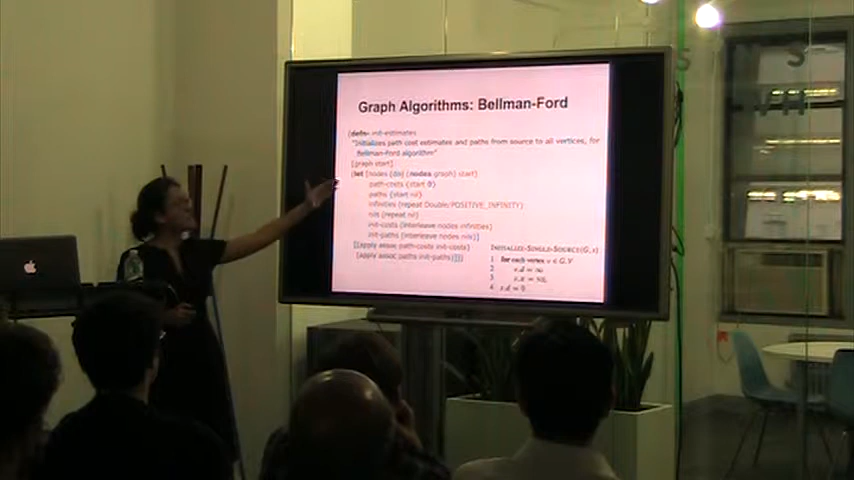 Graph Algorithms: Bellman-Ford
(defn- init-estimates
"Initializes path cost estimates and paths from source to all vertices, for
Bellman-Ford algorithm"
[graph start]
(let [nodes (disj (nodes graph) start)
path-costs {start 0}
paths {start nil}
infinities (repeat Double/POSITIVE_INFINITY)
nils (repeat nil)
init-costs (interleave nodes infinities)
init-paths (interleave nodes nils)]
[(apply assoc path-costs init-costs)
(apply assoc paths init-paths)]))
INITIALIZE-SINGLE-SOURCE(G, s)
1 for each vertex v ∈ G.V
2 v.d = ∞
3 v.π = NIL
4 s.d = 0